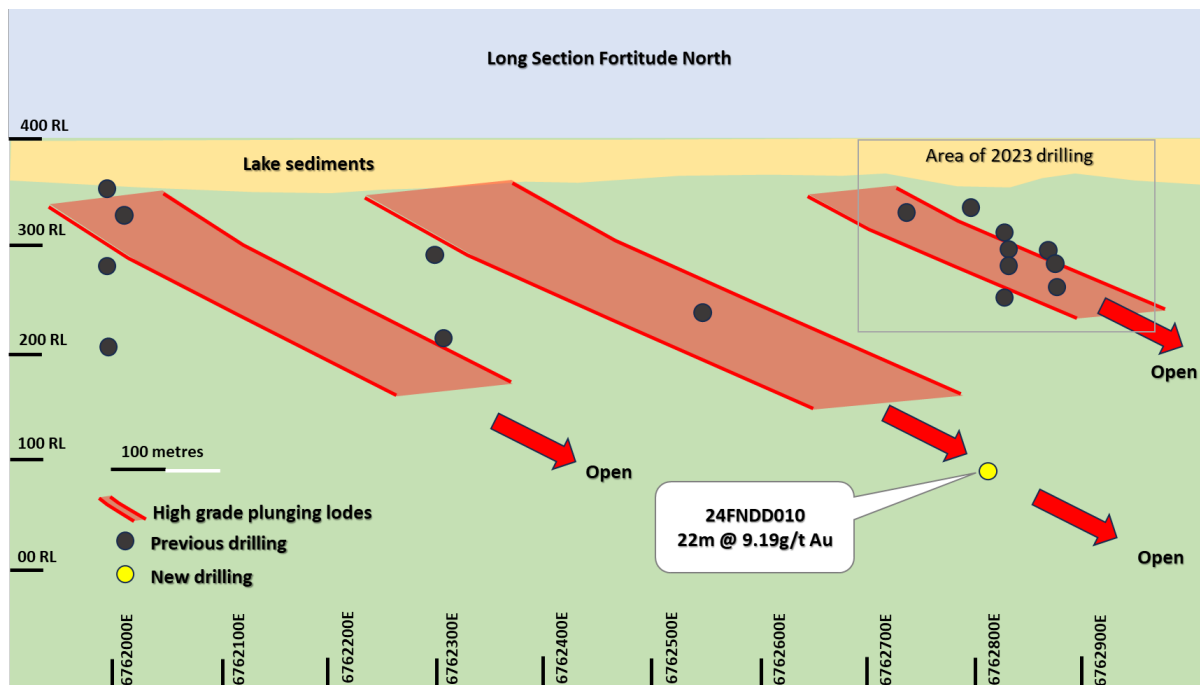 Long Section Fortitude North
400 RL
Lake sediments
Area of 2023 drilling
300 RL
200 RL
Open
100 RL
100 metres
Open
24FNDD010
22m @ 9.19g/t Au
High grade plunging lodes
Previous drilling
Open
00 RL
New drilling
6762000E
6762100E
6762200E
6762300E
6762400E
6762500E
6762600E
6762700E
6762800E
6762900E